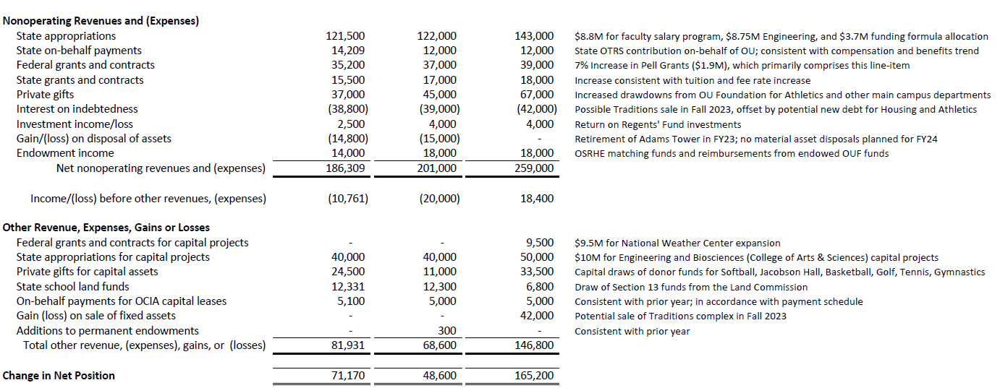 Nonoperating Revenues and (Expenses)
State appropriations 121,500 122,000 143,000 $8.8M for faculty salary program, $8.75M Engineering, and $3.7M funding formula allocation
State on-behalf payments 14,209 12,000 12,000 State OTRS contribution on-behalf of OU; consistent with compensation and benefits trend
Federal grants and contracts 35,200 37,000 39,000 7% Increase in Pell Grants ($1.9M), which primarily comprises this line-item
State grants and contracts 15,500 17,000 18,000 Increase consistent with tuition and fee rate increase
Private gifts 37,000 45,000 67,000 Increased drawdowns from OU Foundation for Athletics and other main campus departments
Interest on indebtedness (38,800) (39,000) (42,000) Possible Traditions sale in Fall 2023, offset by potential new debt for Housing and Athletics
Investment income/loss 2,500 4,000 4,000 Return on Regents' Fund investments
Gain/(loss) on disposal of assets (14,800) (15,000) - Retirement of Adams Tower in FY23; no material asset disposals planned for FY24
Endowment income 14,000 18,000 18,000 OSRHE matching funds and reimbursements from endowed OUF funds
Net nonoperating revenues and (expenses) 186,309 201,000 259,000
Income/(loss) before other revenues, (expenses) (10,761) (20,000) 18,400
Other Revenue, Expenses, Gains or Losses
Federal grants and contracts for capital projects - - 9,500 $9.5M for National Weather Center expansion
State appropriations for capital projects 40,000 40,000 50,000 $10M for Engineering and Biosciences (College of Arts & Sciences) capital projects
Private gifts for capital assets 24,500 11,000 33,500 Capital draws of donor funds for Softball, Jacobson Hall, Basketball, Golf, Tennis, Gymnastics
State school land funds 12,331 12,300 6,800 Draw of Section 13 funds from the Land Commission
On-behalf payments for OCIA capital leases 5,100 5,000 5,000 Consistent with prior year; in accordance with payment schedule
Gain (loss) on sale of fixed assets - - 42,000 Potential sale of Traditions complex in Fall 2023
Additions to permanent endowments - 300 - Consistent with prior year
Total other revenue, (expenses), gains, or (losses) 81,931 68,600 146,800
Change in Net Position 71,170 48,600 165,200